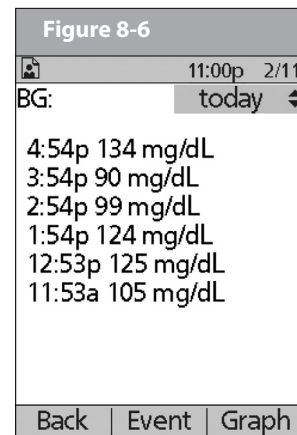 Figure 8-6
11:00p 2/11
BG: today
4:54p 134 mg/dL
3:54p 90 mg/dL
2:54p 99 mg/dL
1:54p 124 mg/dL
12:53p 125 mg/dL
11:53a 105 mg/dL
Back | Event | Graph